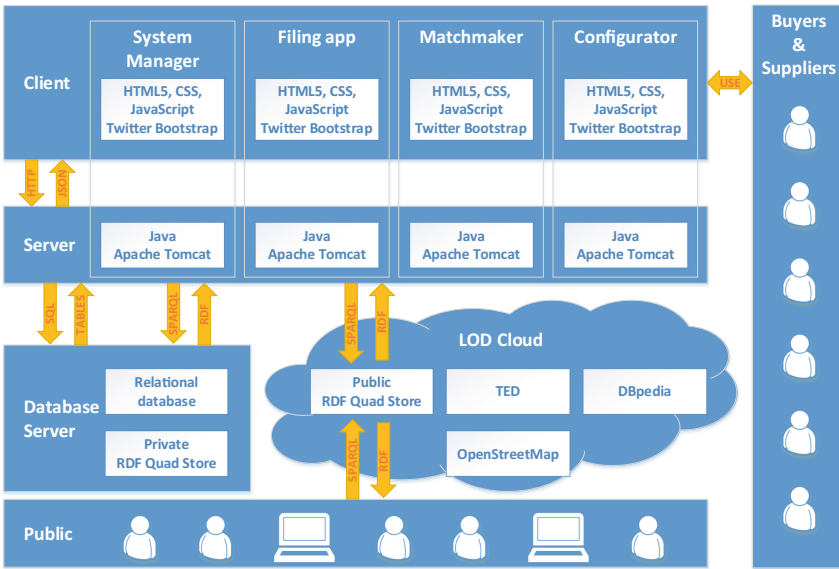 Client
System
Manager
Filing app
Matchmaker
Configurator
HTML5, CSS,
JavaScript
Twitter Bootstrap
HTML5, CSS,
JavaScript
Twitter Bootstrap
HTML5, CSS,
JavaScript
Twitter Bootstrap
HTML5, CSS,
JavaScript
Twitter Bootstrap
USE
Buyers
&
Suppliers
HTTP
JSON
Server
Java
Apache Tomcat
Java
Apache Tomcat
Java
Apache Tomcat
Java
Apache Tomcat
SQL
TABLES
SPARQL
RDF
SPARQL
RDF
Database
Server
Relational
database
Private
RDF Quad Store
LOD Cloud
Public
RDF Quad Store
TED
DBpedia
OpenStreetMap
SPARQL
RDF
Public